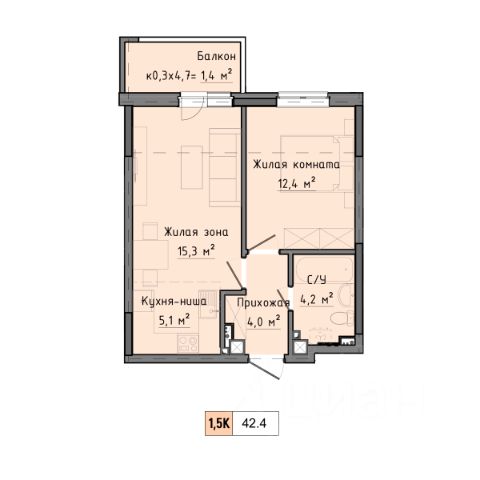 Балкон
к0,3х4,7= 1,4 м²
Жилая комната
12,4 м²
Жилая зона
15,3 м²
С/У
4,2 м²
Кухня-ниша
5,1 м²
Прихожая
4,0 м²
циан
1,5К 42.4